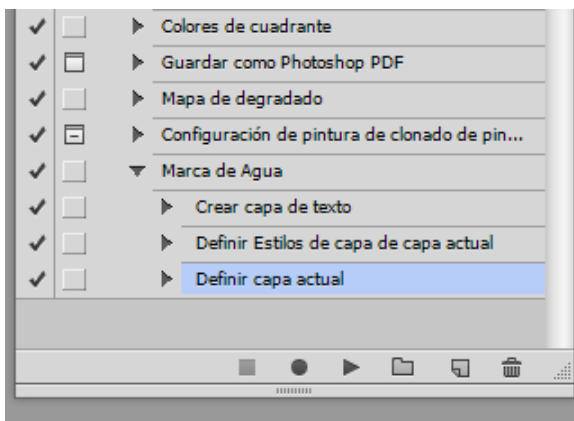 Colores de cuadrante
Guardar como Photoshop PDF
Mapa de degradado
Configuración de pintura de clonado de pin...
Marca de Agua
Crear capa de texto
Definir Estilos de capa de capa actual
Definir capa actual